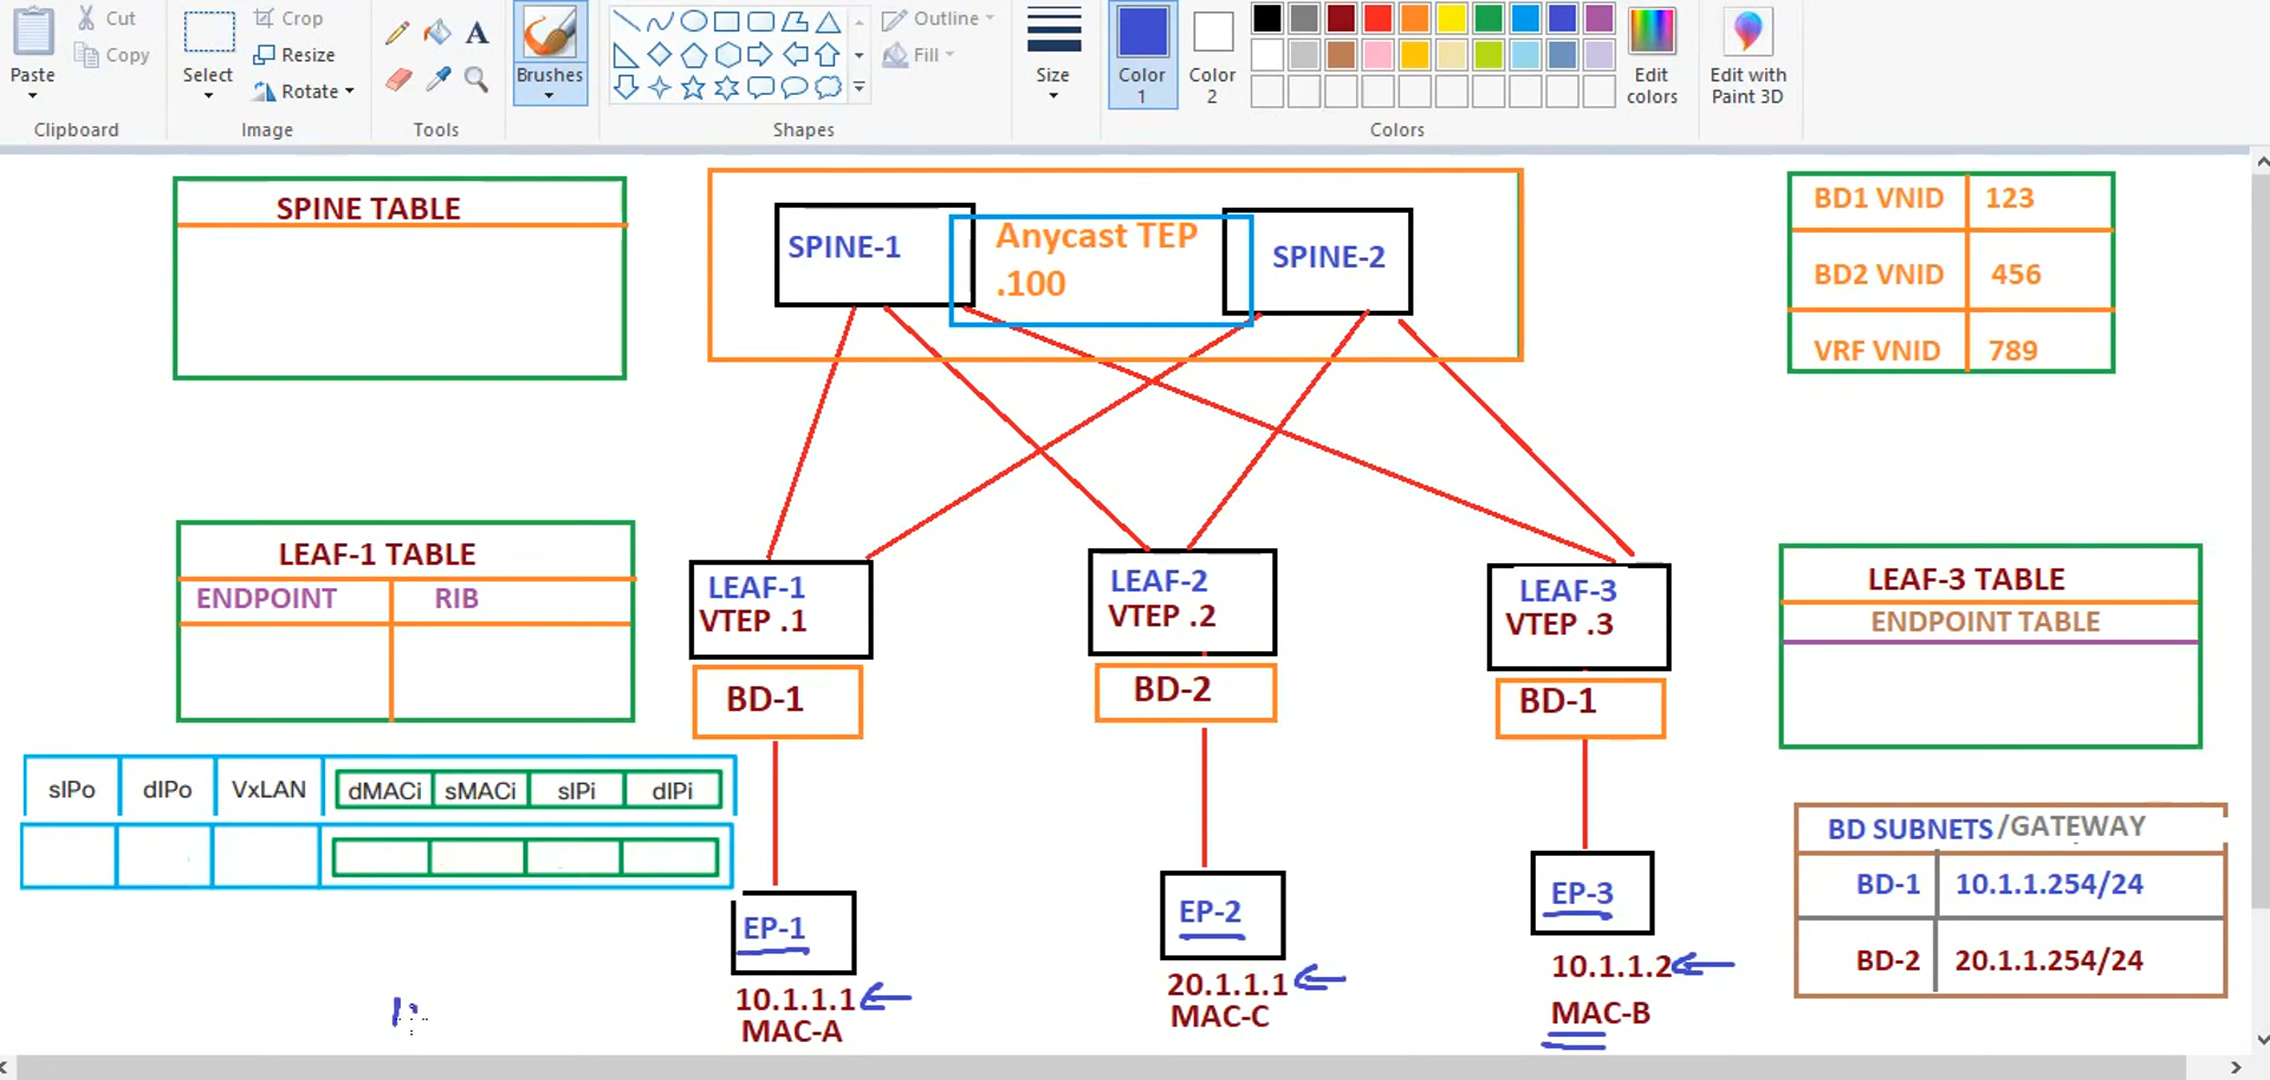 Cut
Crop
Outline
Copy
Resize
Fill
Paste
Select
Rotate
Brushes
Size
Color 1
Color 2
Edit colors
Edit with Paint 3D
Clipboard
Image
Tools
Shapes
Colors
A
SPINE TABLE
SPINE-1
Anycast TEP
.100
SPINE-2
BD1 VNID 123
BD2 VNID 456
VRF VNID 789
LEAF-1 TABLE
ENDPOINT RIB
LEAF-1
VTEP .1
BD-1
LEAF-2
VTEP .2
BD-2
LEAF-3
VTEP .3
BD-1
LEAF-3 TABLE
ENDPOINT TABLE
sIPo dIPo VxLAN dMACi sMACi sIPi dIPi
EP-1
10.1.1.1
MAC-A
EP-2
20.1.1.1
MAC-C
EP-3
10.1.1.2
MAC-B
BD SUBNETS/GATEWAY
BD-1 10.1.1.254/24
BD-2 20.1.1.254/24